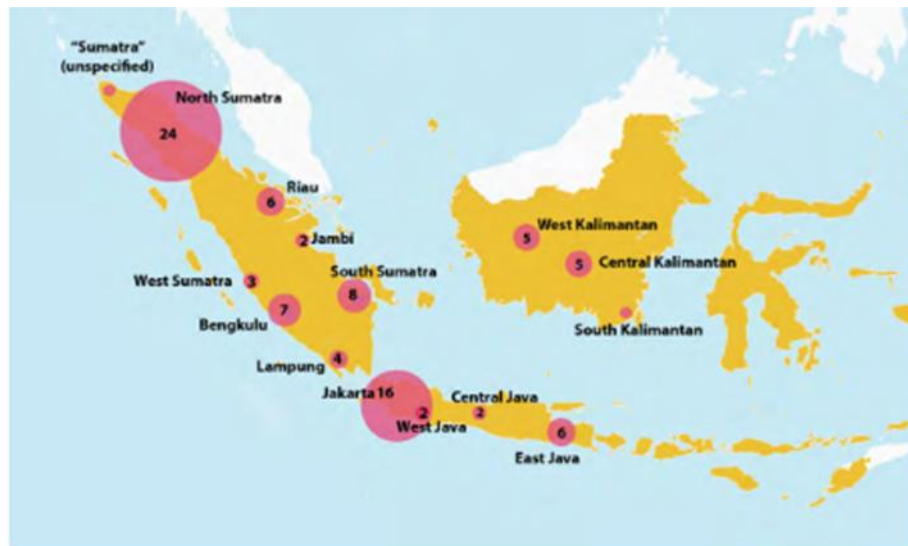 "Sumatra"
(unspecified)
North Sumatra
24
Riau
6
2 Jambi
West Kalimantan
5
5 Central Kalimantan
South Sumatra
West Sumatra 3
8
7
Bengkulu
South Kalimantan
Lampung 4
Jakarta 16
Central Java
2 2
West Java
6
East Java